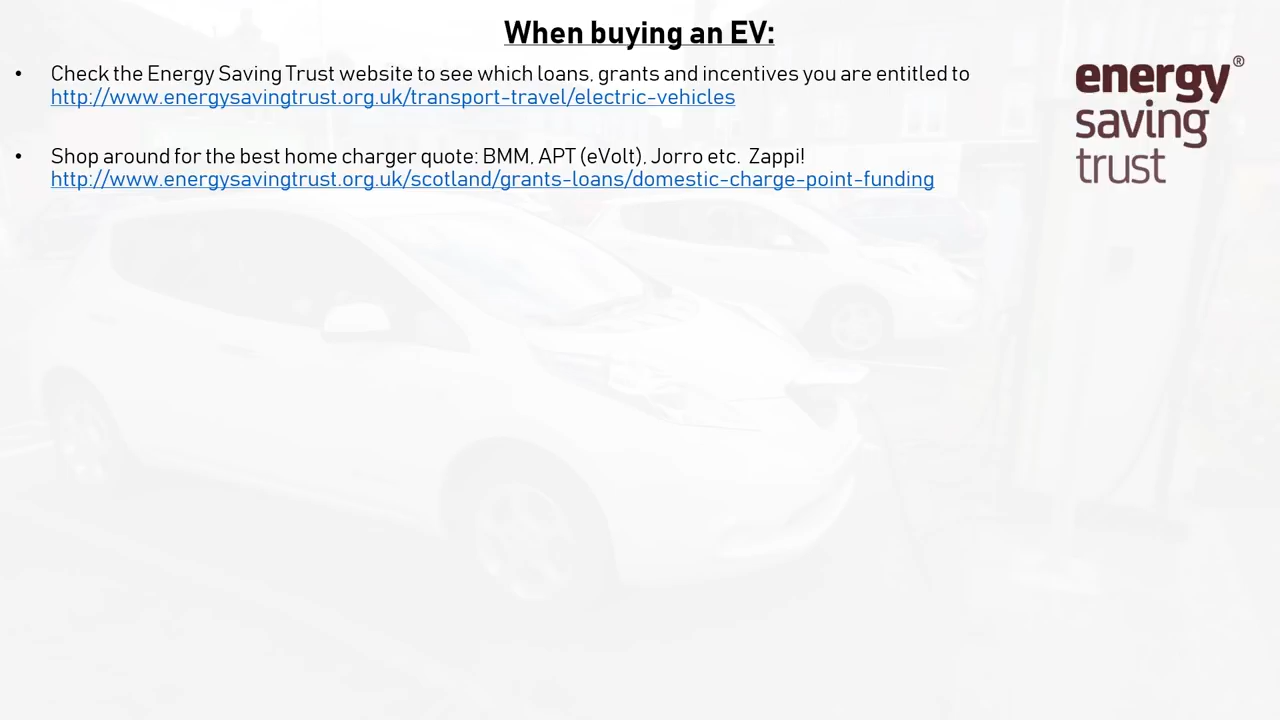 When buying an EV:
• Check the Energy Saving Trust website to see which loans, grants and incentives you are entitled to
http://www.energysavingtrust.org.uk/transport-travel/electric-vehicles
• Shop around for the best home charger quote: BMM, APT (eVolt), Jorro etc. Zappi!
http://www.energysavingtrust.org.uk/scotland/grants-loans/domestic-charge-point-funding
energy®
saving
trust